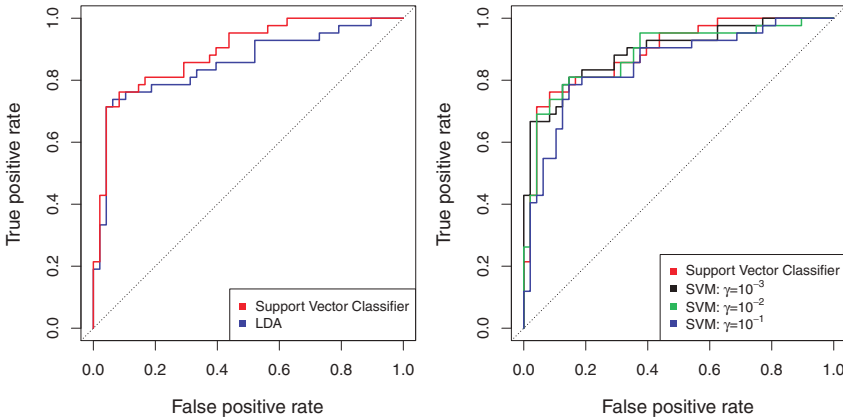 True positive rate
1.0
0.8
0.6
0.4
0.2
0.0
Support Vector Classifier
LDA
0.0 0.2 0.4 0.6 0.8 1.0
False positive rate
True positive rate
1.0
0.8
0.6
0.4
0.2
0.0
Support Vector Classifier
SVM: γ=10⁻³
SVM: γ=10⁻²
SVM: γ=10⁻¹
0.0 0.2 0.4 0.6 0.8 1.0
False positive rate